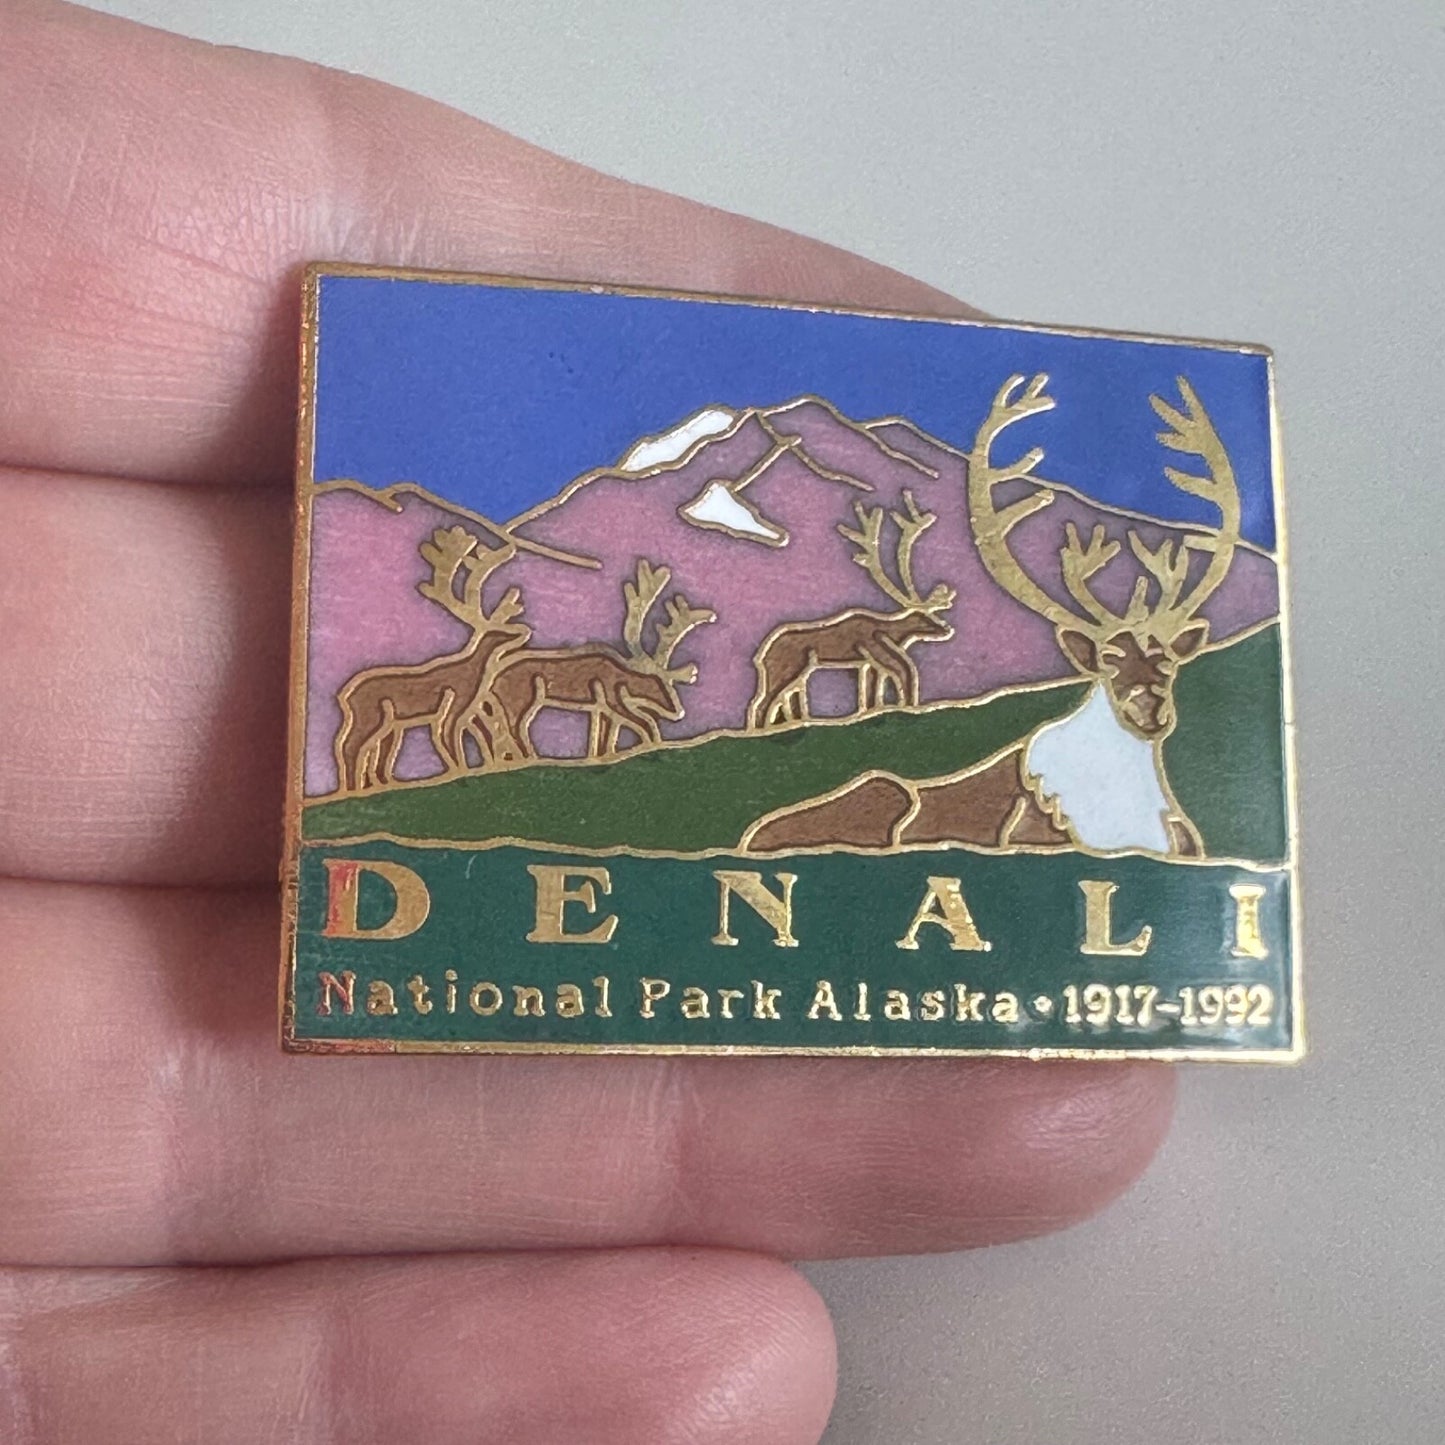 DENALI
National Park Alaska • 1917-1992